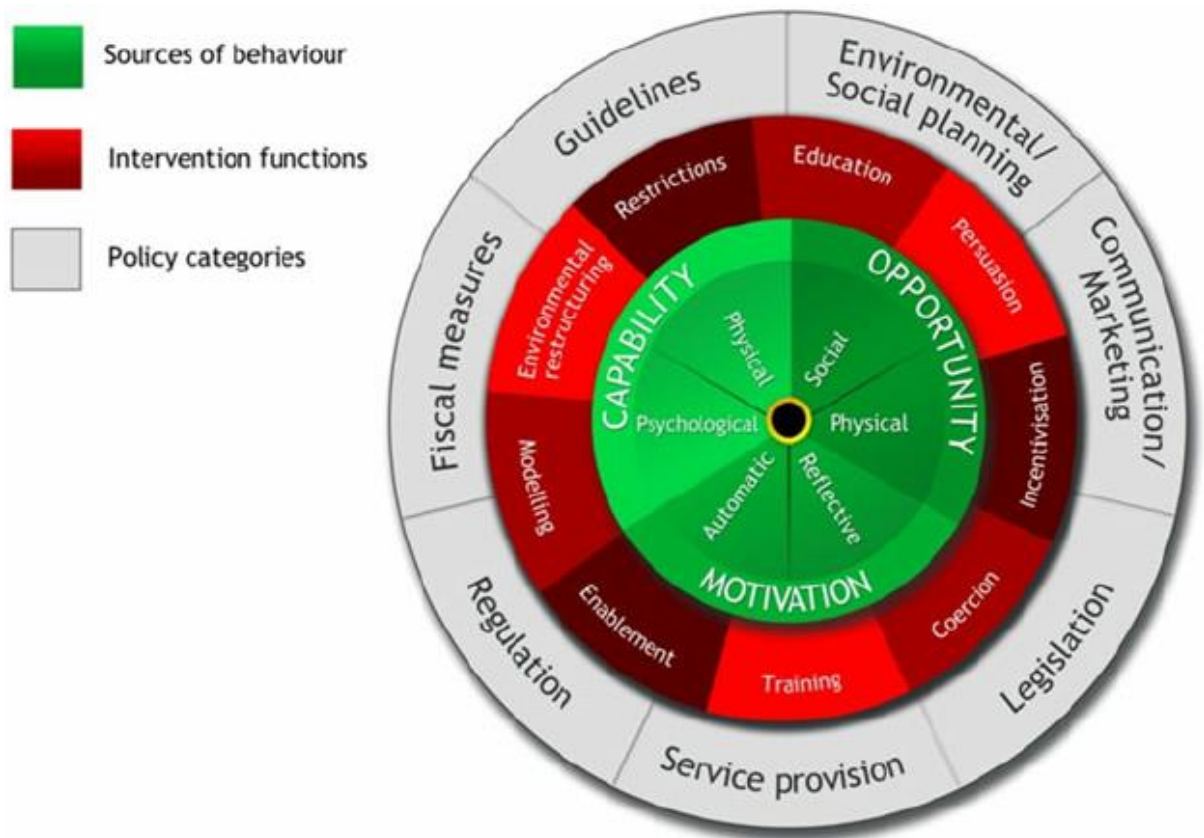 Sources of behaviour
Intervention functions
Policy categories
Guidelines
Environmental/
Social planning
Communication/
Marketing
Legislation
Service provision
Regulation
Fiscal measures
Restrictions
Education
Persuasion
Incentivisation
Coercion
Training
Enablement
Modelling
Environmental
restructuring
CAPABILITY
OPPORTUNITY
MOTIVATION
Physical
Social
Physical
Reflective
Automatic
Psychological